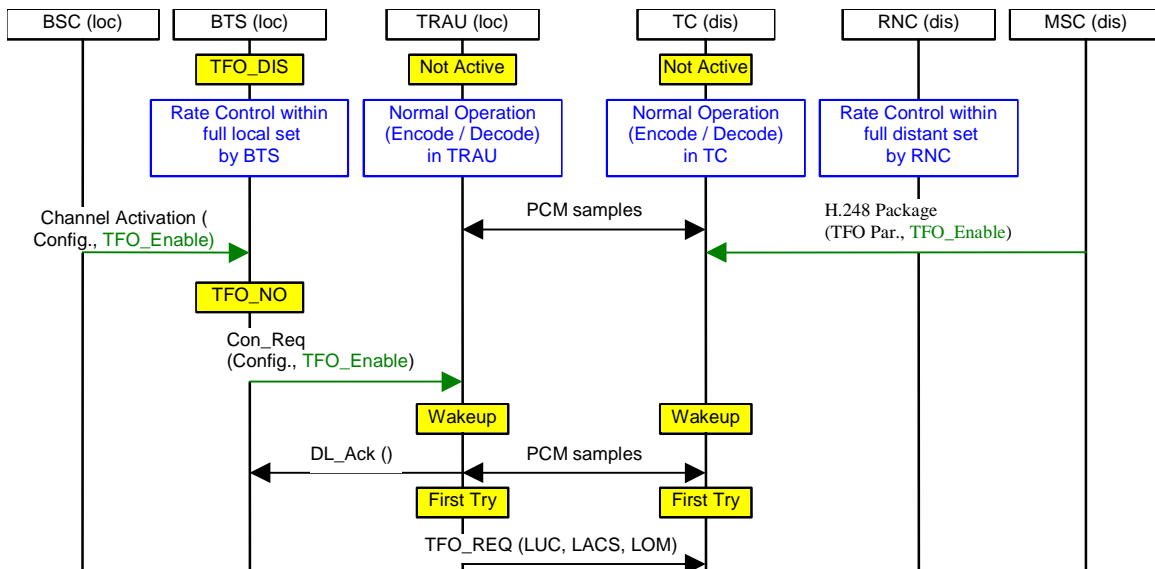 BSC (loc)
BTS (loc)
TRAU (loc)
TC (dis)
RNC (dis)
MSC (dis)
TFO_DIS
Not Active
Not Active
Rate Control within
full local set
by BTS
Normal Operation
(Encode / Decode)
in TRAU
Normal Operation
(Encode / Decode)
in TC
Rate Control within
full distant set
by RNC
Channel Activation (
Config., TFO_Enable)
PCM samples
H.248 Package
(TFO Par., TFO_Enable)
TFO_NO
Con_Req
(Config., TFO_Enable)
Wakeup
Wakeup
DL_Ack ()
PCM samples
First Try
First Try
TFO_REQ (LUC, LACS, LOM)